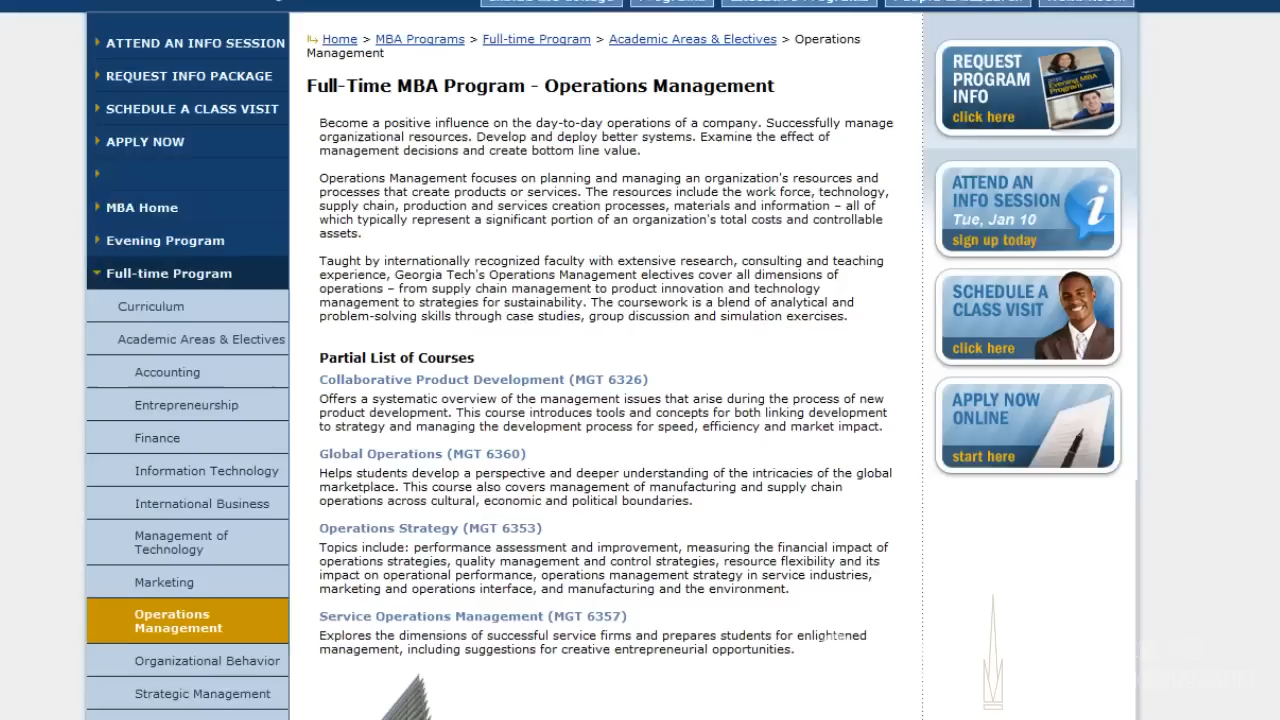 ATTEND AN INFO SESSION
REQUEST INFO PACKAGE
SCHEDULE A CLASS VISIT
APPLY NOW
MBA Home
Evening Program
Full-time Program
Curriculum
Academic Areas & Electives
Accounting
Entrepreneurship
Finance
Information Technology
International Business
Management of
Technology
Marketing
Operations
Management
Organizational Behavior
Strategic Management
Home > MBA Programs > Full-time Program > Academic Areas & Electives > Operations
Management
Full-Time MBA Program - Operations Management
Become a positive influence on the day-to-day operations of a company. Successfully manage
organizational resources. Develop and deploy better systems. Examine the effect of
management decisions and create bottom line value.
Operations Management focuses on planning and managing an organization's resources and
processes that create products or services. The resources include the work force, technology,
supply chain, production and services creation processes, materials and information – all of
which typically represent a significant portion of an organization's total costs and controllable
assets.
Taught by internationally recognized faculty with extensive research, consulting and teaching
experience, Georgia Tech's Operations Management electives cover all dimensions of
operations – from supply chain management to product innovation and technology
management to strategies for sustainability. The coursework is a blend of analytical and
problem-solving skills through case studies, group discussion and simulation exercises.
Partial List of Courses
Collaborative Product Development (MGT 6326)
Offers a systematic overview of the management issues that arise during the process of new
product development. This course introduces tools and concepts for both linking development
to strategy and managing the development process for speed, efficiency and market impact.
Global Operations (MGT 6360)
Helps students develop a perspective and deeper understanding of the intricacies of the global
marketplace. This course also covers management of manufacturing and supply chain
operations across cultural, economic and political boundaries.
Operations Strategy (MGT 6353)
Topics include: performance assessment and improvement, measuring the financial impact of
operations strategies, quality management and control strategies, resource flexibility and its
impact on operational performance, operations management strategy in service industries,
marketing and operations interface, and manufacturing and the environment.
Service Operations Management (MGT 6357)
Explores the dimensions of successful service firms and prepares students for enlightened
management, including suggestions for creative entrepreneurial opportunities.
REQUEST
PROGRAM
INFO
click here
Evening MBA
Program
ATTEND AN
INFO SESSION
Tue, Jan 10
sign up today
SCHEDULE A
CLASS VISIT
click here
APPLY NOW
ONLINE
start here